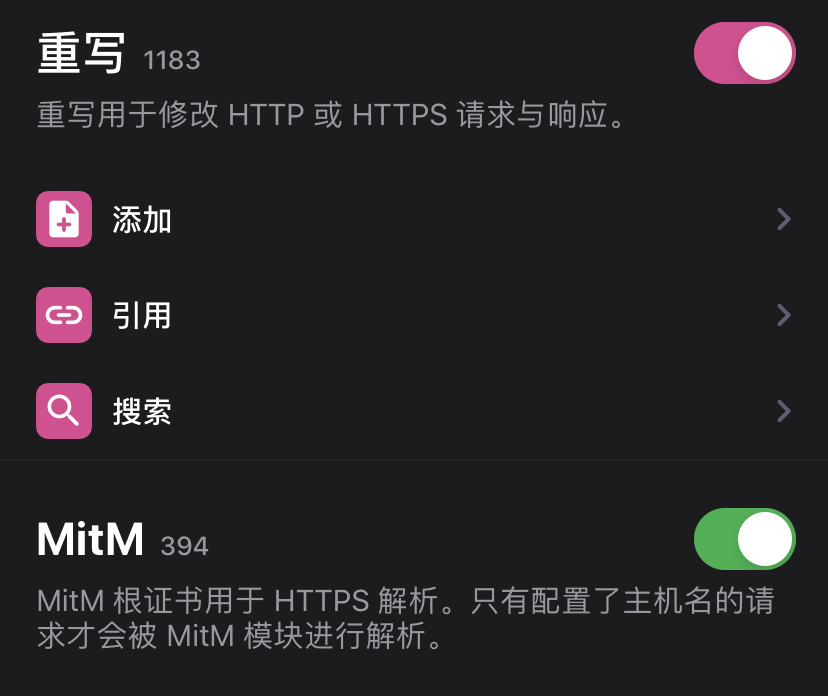 重写 1183
重写用于修改 HTTP 或 HTTPS 请求与响应。
添加
引用
搜索
MitM 394
MitM 根证书用于 HTTPS 解析。只有配置了主机名的请
求才会被 MitM 模块进行解析。